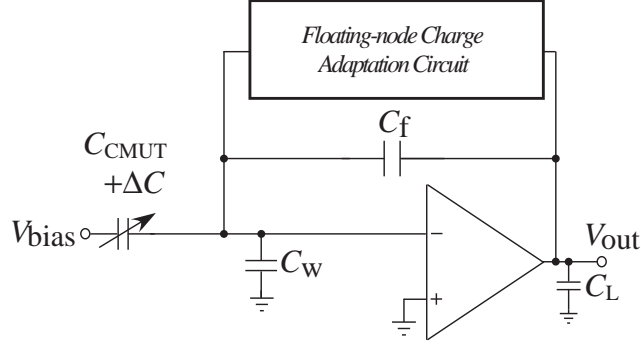 Floating-node Charge
Adaptation Circuit
Cf
CCMUT
+ΔC
Vbias
Cw
−
+
Vout
CL